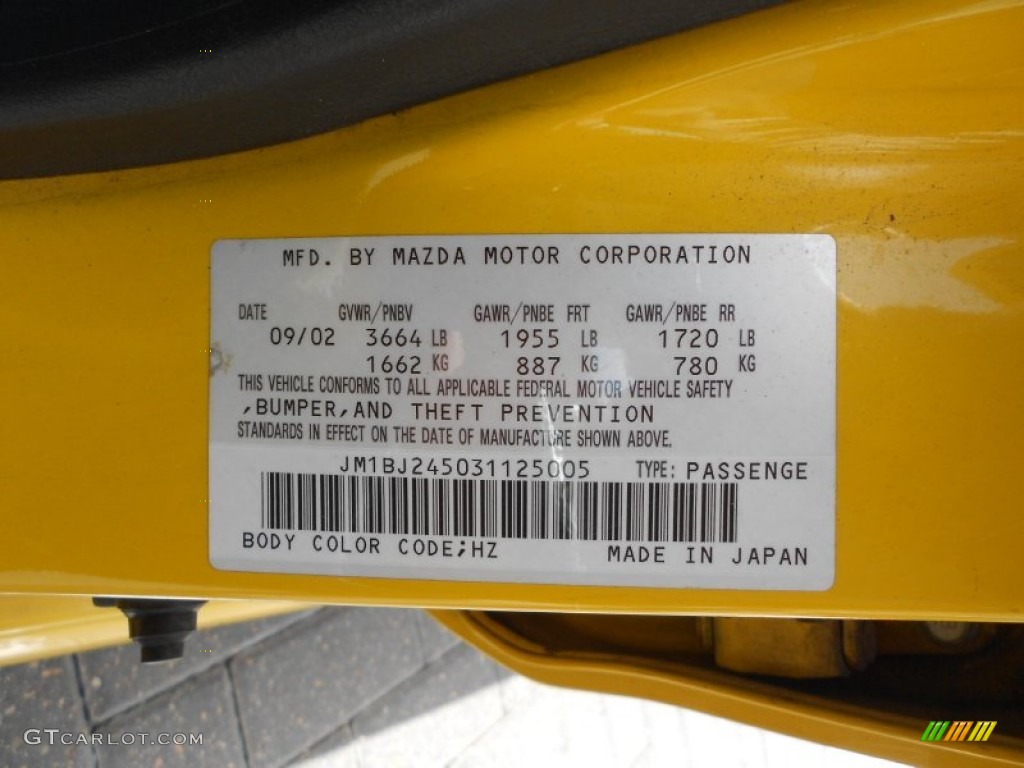 MFD. BY MAZDA MOTOR CORPORATION
DATE GVWR/PNBV GAWR/PNBE FRT GAWR/PNBE RR
09/02 3664 LB 1955 LB 1720 LB
1662 KG 887 KG 780 KG
THIS VEHICLE CONFORMS TO ALL APPLICABLE FEDERAL MOTOR VEHICLE SAFETY
,BUMPER,AND THEFT PREVENTION
STANDARDS IN EFFECT ON THE DATE OF MANUFACTURE SHOWN ABOVE.
JM1BJ245031125005 TYPE: PASSENGE
BODY COLOR CODE;HZ MADE IN JAPAN
GTCARLOT.COM